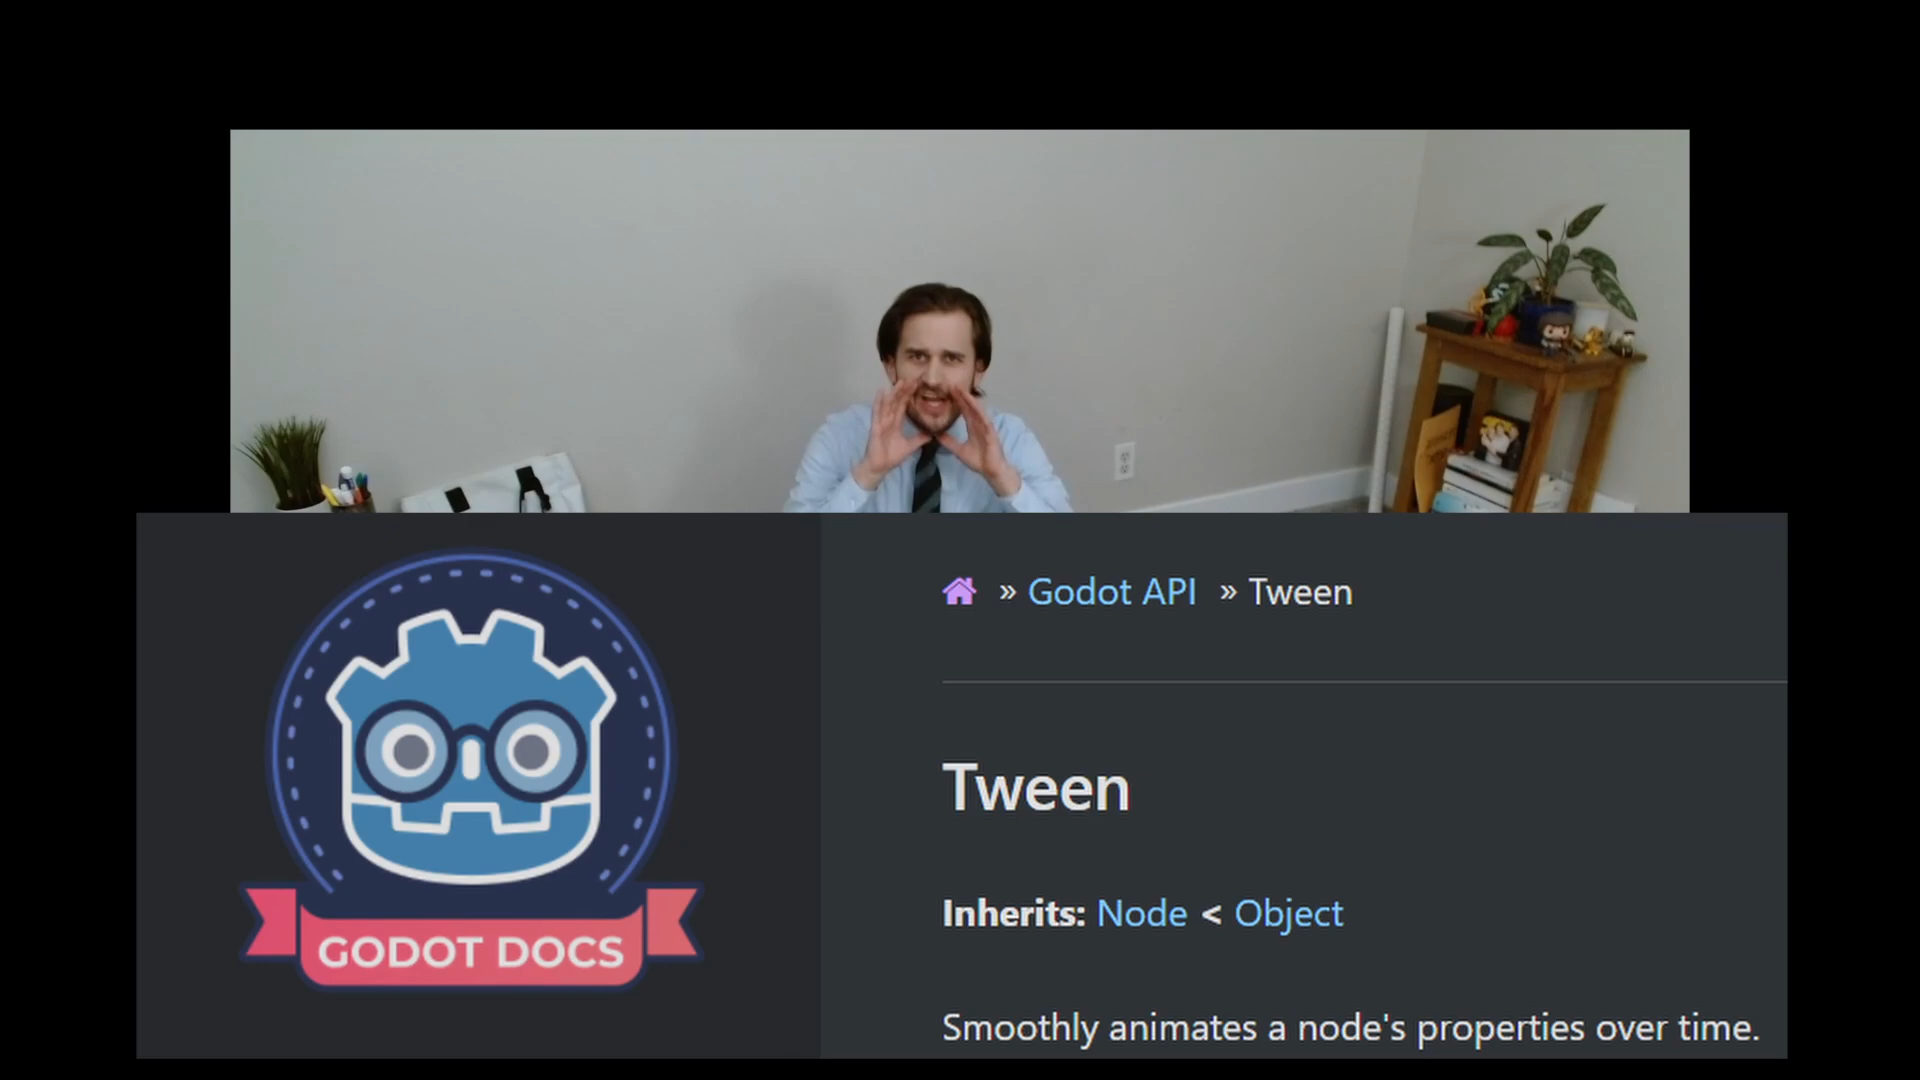 » Godot API » Tween
Tween
Inherits: Node < Object
GODOT DOCS
Smoothly animates a node's properties over time.